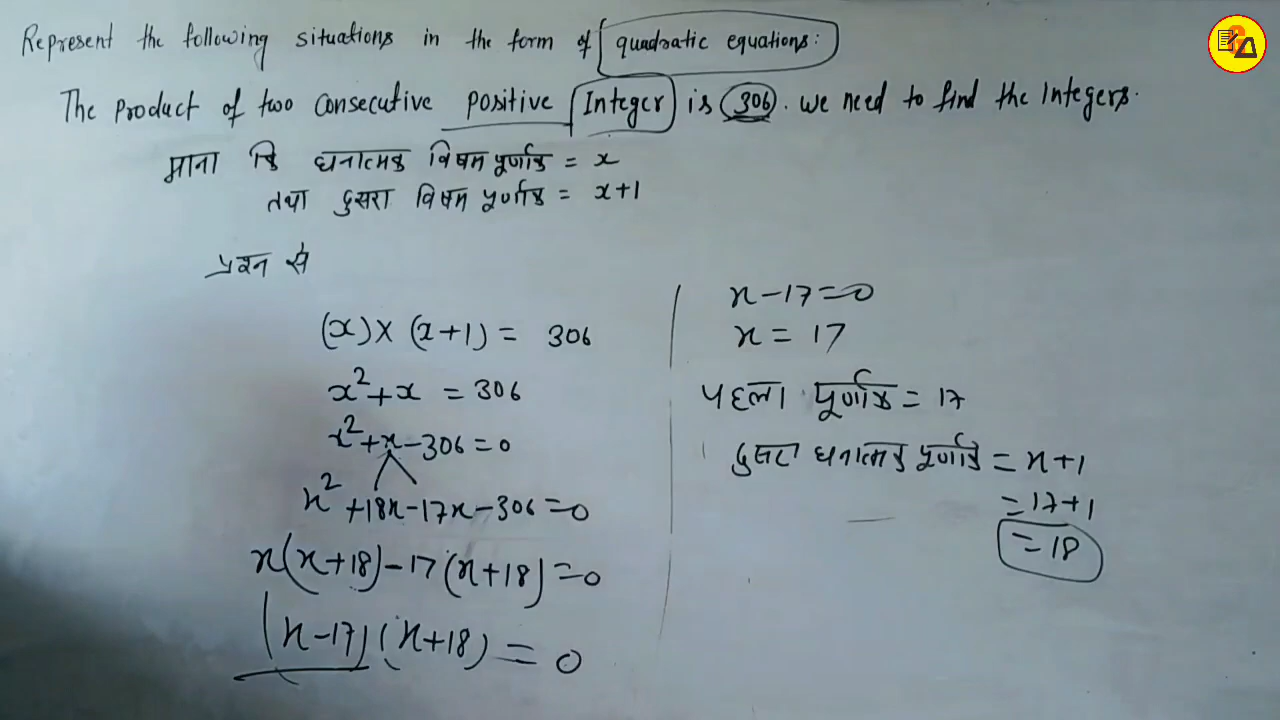 Represent the following situations in the form of quadratic equations:
The Product of two Consecutive positive Integer is 306. we need to find the Integers.
माना कि धनात्मक विषम पूर्णांक = x
तथा दुसरा विषम पूर्णांक = x+1
प्रश्न से
(x) × (x+1) = 306
x²+x = 306
x²+x-306=0
x²+18x-17x-306=0
x(x+18)-17(x+18)=0
(x-17)(x+18)=0
x-17=0
x = 17
पहला पूर्णांक = 17
दुसरा धनात्मक पूर्णांक = x+1
=17+1
=18